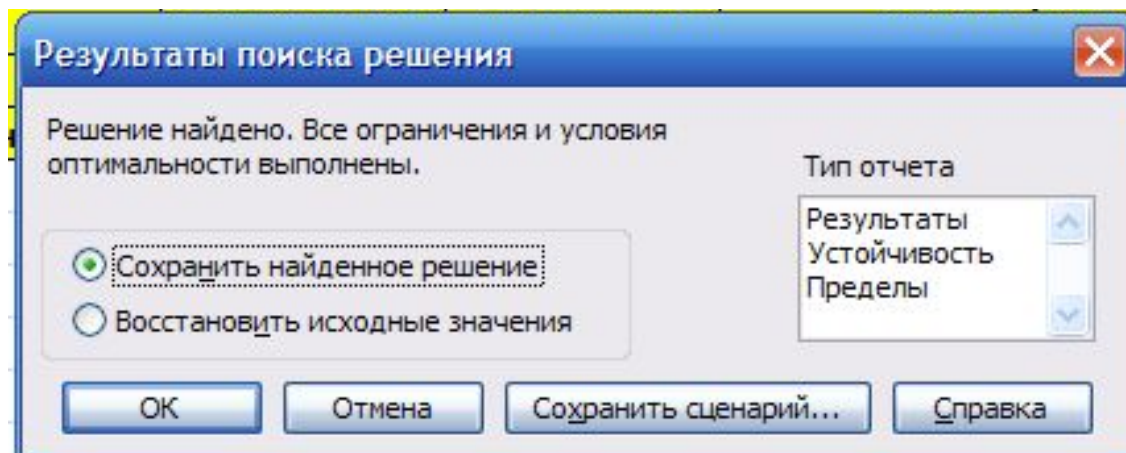 Результаты поиска решения
Решение найдено. Все ограничения и условия
оптимальности выполнены.
Тип отчета
Результаты
Устойчивость
Пределы
Сохранить найденное решение
Восстановить исходные значения
ОК
Отмена
Сохранить сценарий...
Справка